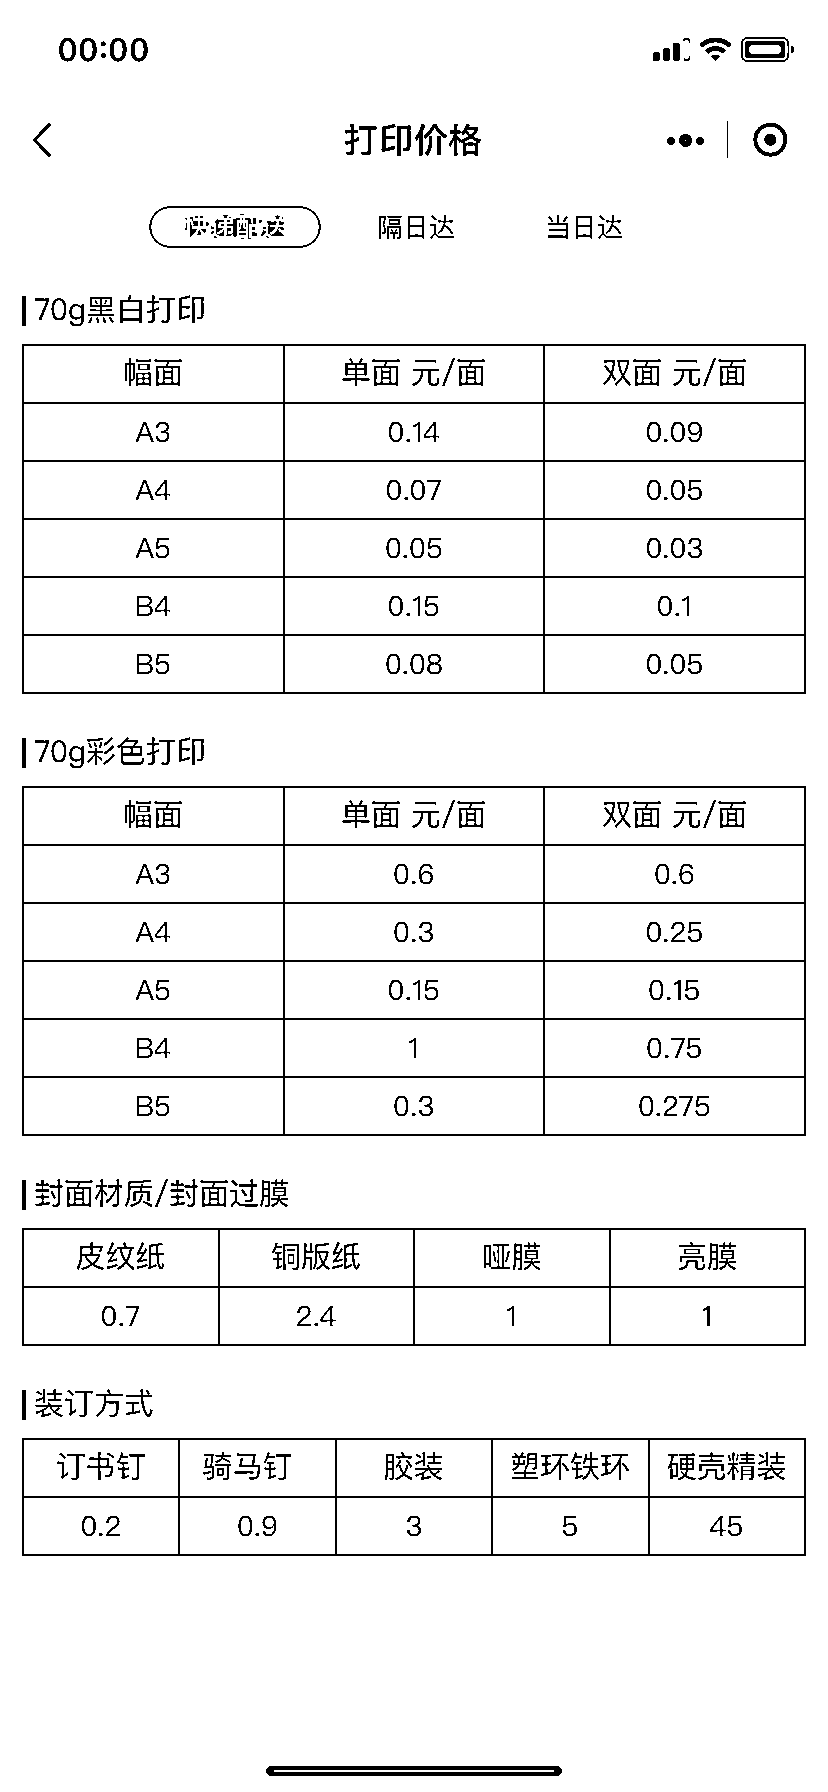 00:00
打印价格
快递配送 隔日达 当日达
70g黑白打印
幅面 单面 元/面 双面 元/面
A3 0.14 0.09
A4 0.07 0.05
A5 0.05 0.03
B4 0.15 0.1
B5 0.08 0.05
70g彩色打印
幅面 单面 元/面 双面 元/面
A3 0.6 0.6
A4 0.3 0.25
A5 0.15 0.15
B4 1 0.75
B5 0.3 0.275
封面材质/封面过膜
皮纹纸 铜版纸 哑膜 亮膜
0.7 2.4 1 1
装订方式
订书钉 骑马钉 胶装 塑环铁环 硬壳精装
0.2 0.9 3 5 45